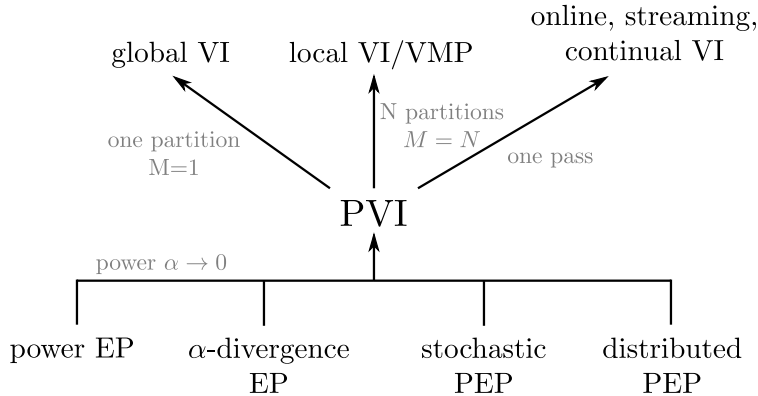 online, streaming,
global VI local VI/VMP continual VI
N partitions
one partition M = N
M=1 one pass
PVI
power α → 0
power EP α-divergence stochastic distributed
EP PEP PEP